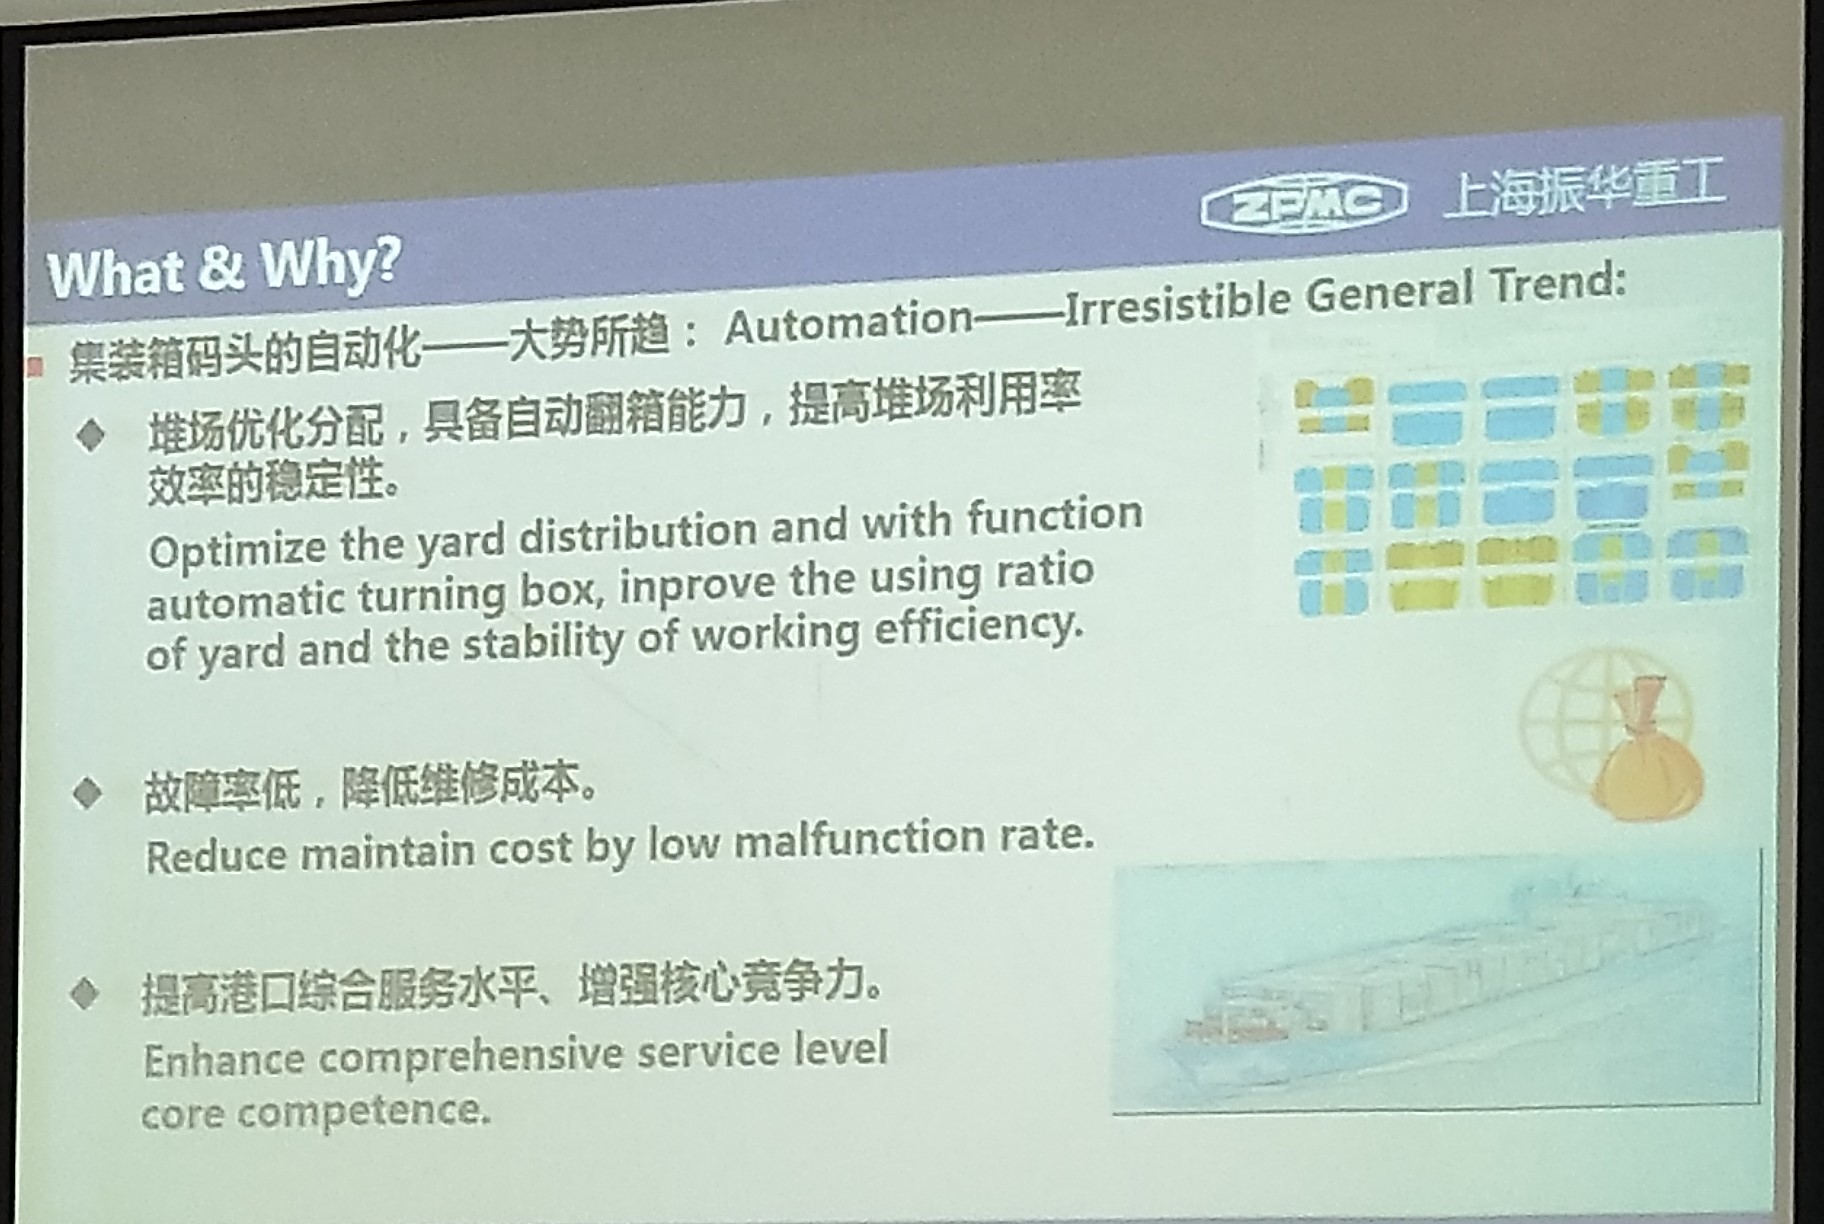 ZPMC 上海振华重工
What & Why?
集装箱码头的自动化——大势所趋： Automation——Irresistible General Trend:
堆场优化分配，具备自动翻箱能力，提高堆场利用率
效率的稳定性。
Optimize the yard distribution and with function
automatic turning box, inprove the using ratio
of yard and the stability of working efficiency.
故障率低，降低维修成本。
Reduce maintain cost by low malfunction rate.
提高港口综合服务水平、增强核心竞争力。
Enhance comprehensive service level
core competence.